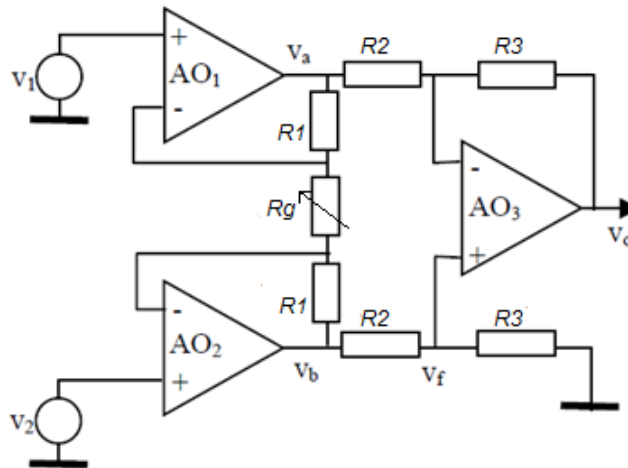 +
v1
AO1
-
va
R2
R3
R1
Rg
-
AO3
+
R1
-
AO2
+
vb
R2
vf
R3
v2